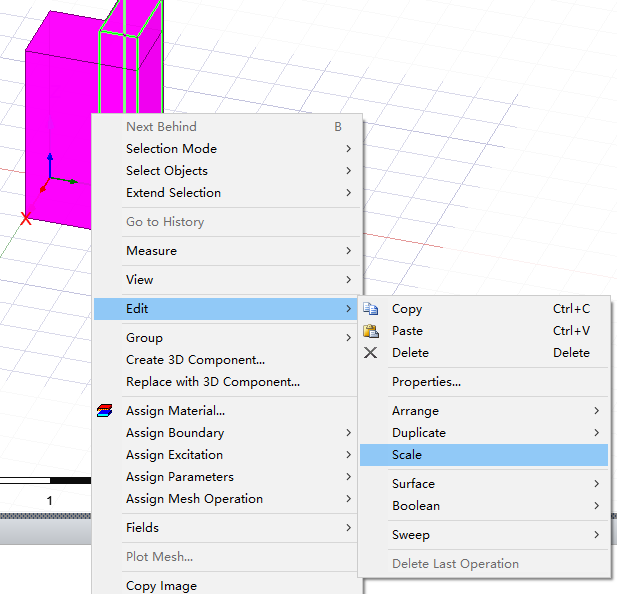 Next Behind B
Selection Mode
Select Objects
Extend Selection
Go to History
Measure
View
Edit
Group
Create 3D Component...
Replace with 3D Component...
Assign Material...
Assign Boundary
Assign Excitation
Assign Parameters
Assign Mesh Operation
Fields
Plot Mesh...
Copy Image
Copy Ctrl+C
Paste Ctrl+V
Delete Delete
Properties...
Arrange
Duplicate
Scale
Surface
Boolean
Sweep
Delete Last Operation
1